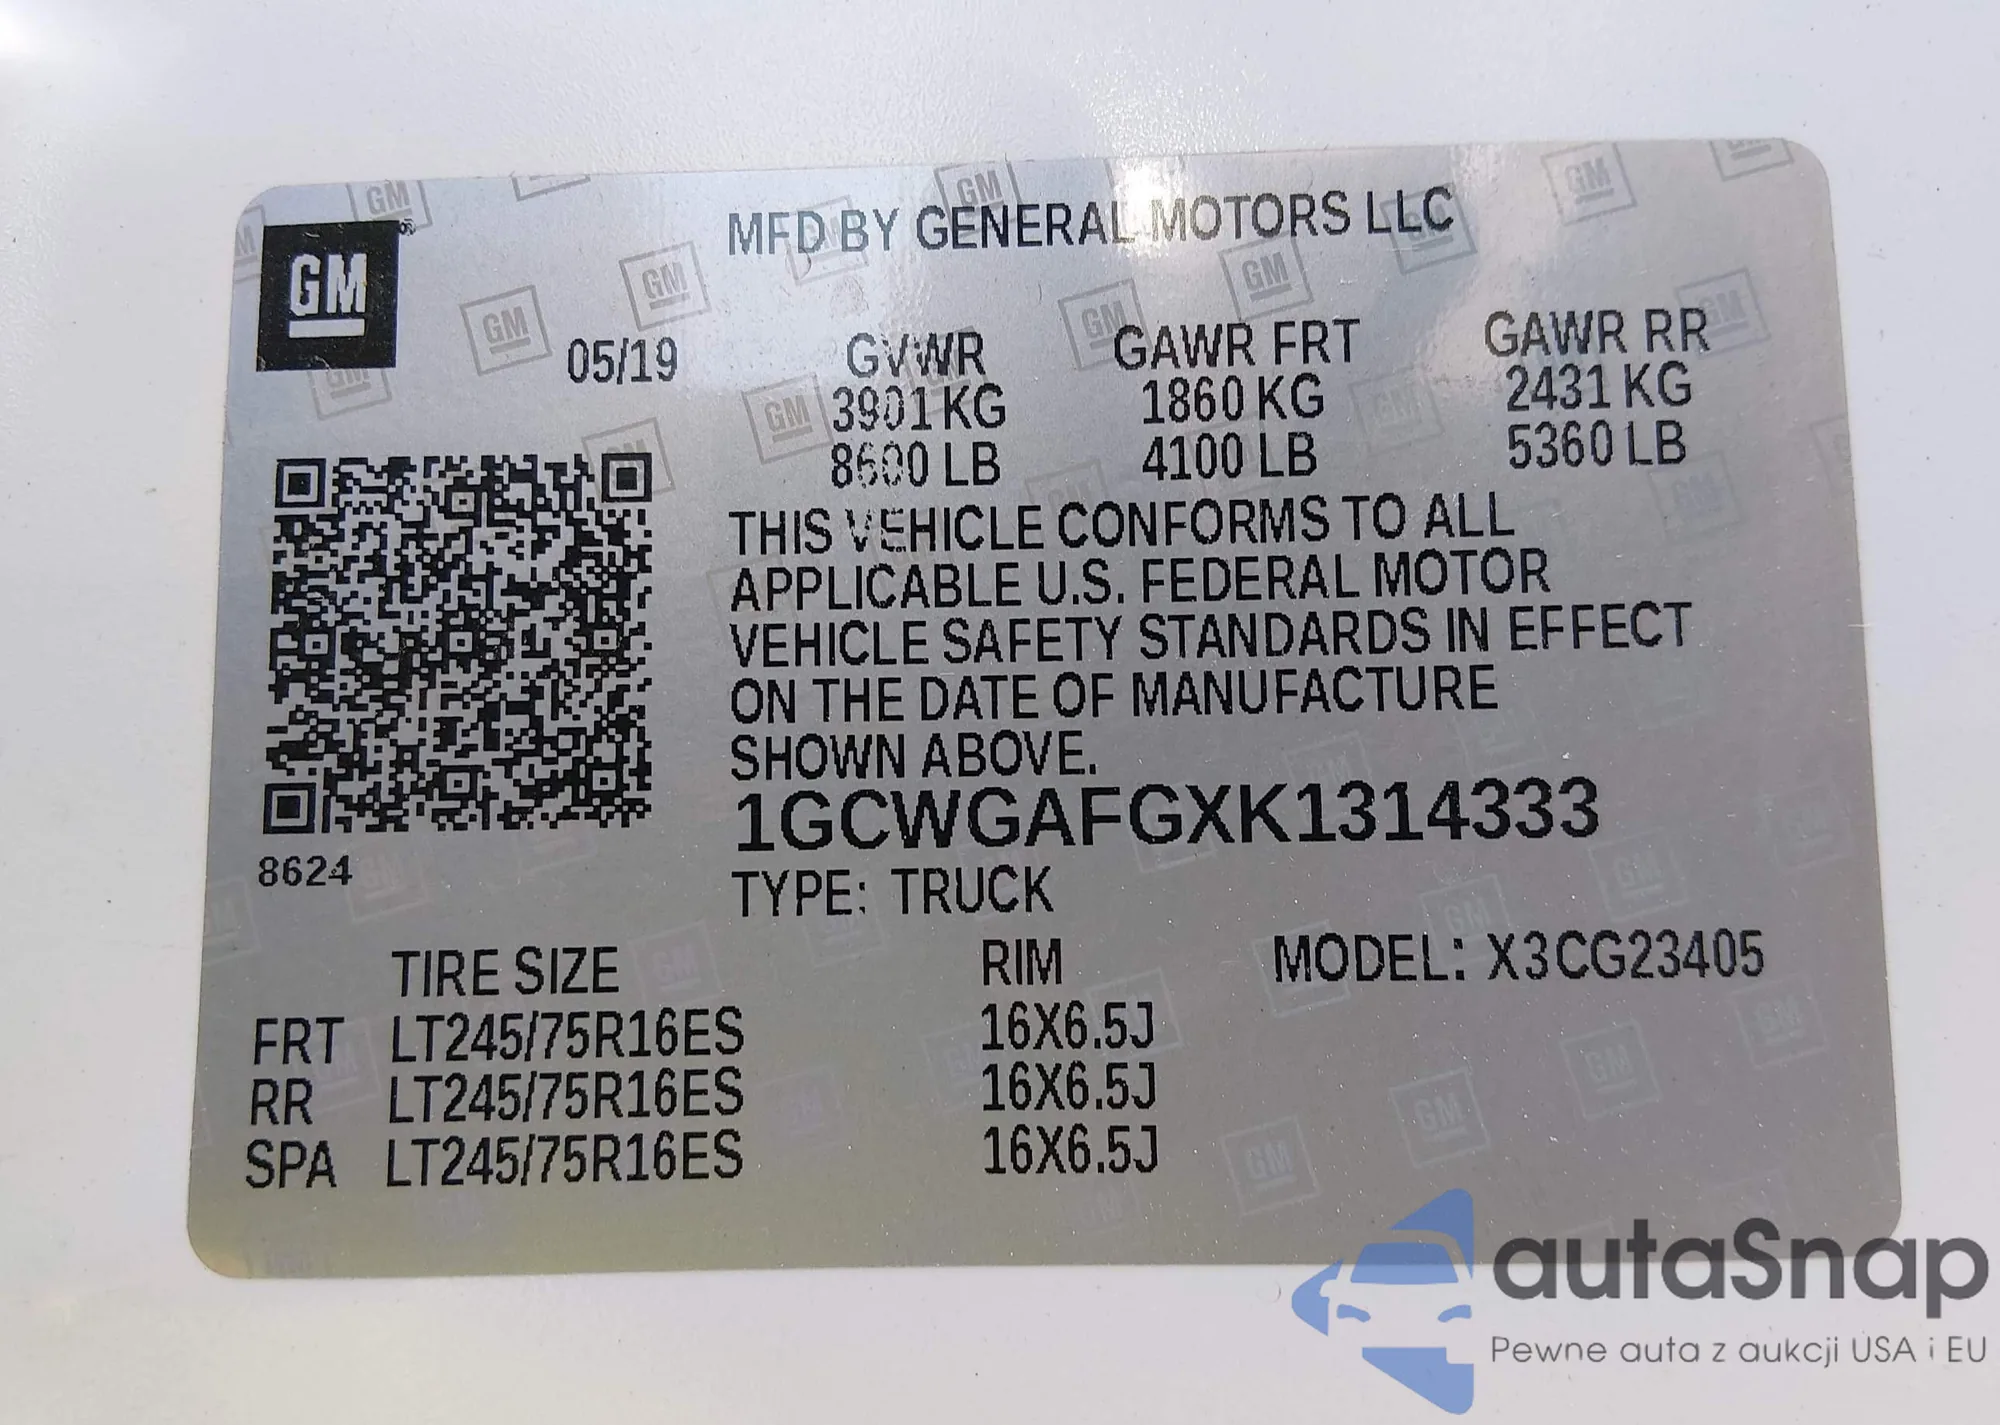 GM
MFD BY GENERAL MOTORS LLC
05/19
GVWR GAWR FRT GAWR RR
3901 KG 1860 KG 2431 KG
8600 LB 4100 LB 5360 LB
THIS VEHICLE CONFORMS TO ALL
APPLICABLE U.S. FEDERAL MOTOR
VEHICLE SAFETY STANDARDS IN EFFECT
ON THE DATE OF MANUFACTURE
SHOWN ABOVE.
1GCWGAFGXK1314333
8624
TYPE: TRUCK
TIRE SIZE RIM MODEL: X3CG23405
FRT LT245/75R16ES 16X6.5J
RR LT245/75R16ES 16X6.5J
SPA LT245/75R16ES 16X6.5J
autaSnap
Pewne auta z aukcji USA i EU